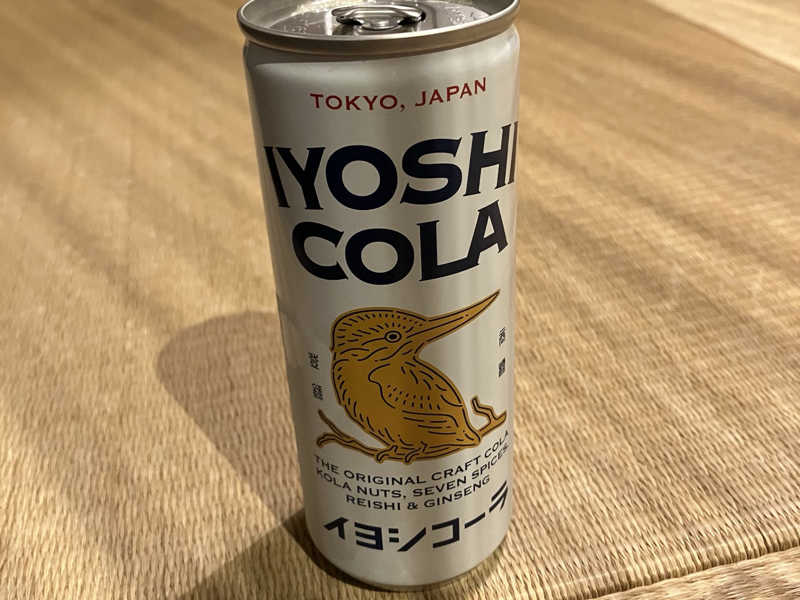 TOKYO, JAPAN
IYOSHI
COLA
THE ORIGINAL CRAFT COLA
KOLA NUTS, SEVEN SPICES,
REISHI & GINSENG
イヨシコーラ